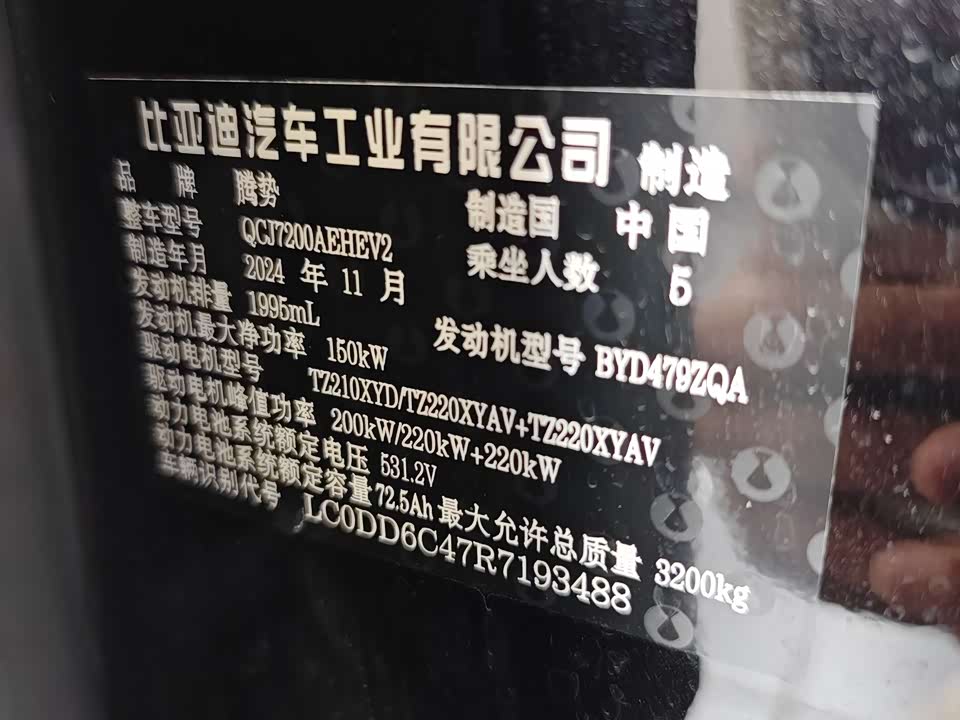 比亚迪汽车工业有限公司 制造
品 牌 腾势 制造国 中国
整车型号 QCJ7200AEHEV2 乘坐人数 5
制造年月 2024 年 11 月
发动机排量 1995mL 发动机型号 BYD479ZQA
发动机最大净功率 150kW
驱动电机型号 TZ210XYD/TZ220XYAV+TZ220XYAV
驱动电机峰值功率 200kW/220kW+220kW
动力电池系统额定电压 531.2V
动力电池系统额定容量 72.5Ah 最大允许总质量 3200kg
车辆识别代号 LC0DD6C47R7193488